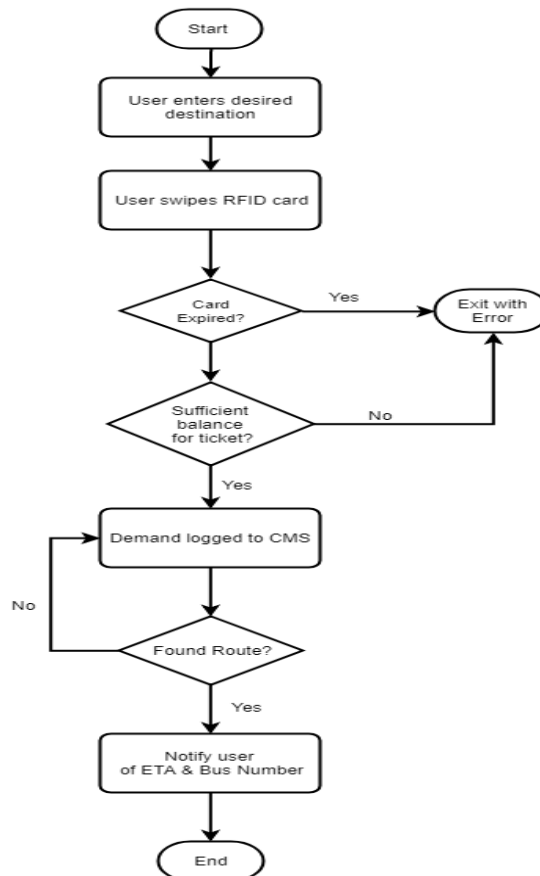 Start
User enters desired
destination
User swipes RFID card
Card
Expired?
Yes
Exit with
Error
Sufficient
balance
for ticket?
No
Yes
Demand logged to CMS
No
Found Route?
Yes
Notify user
of ETA & Bus Number
End